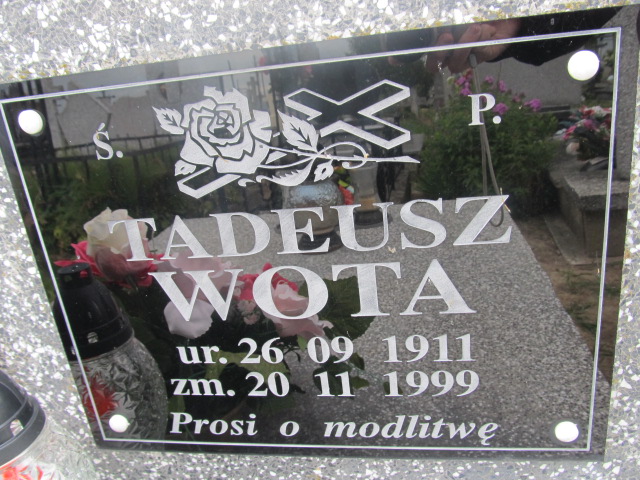 Ś. P.
TADEUSZ
WOTA
ur. 26 09 1911
zm. 20 11 1999
Prosi o modlitwę